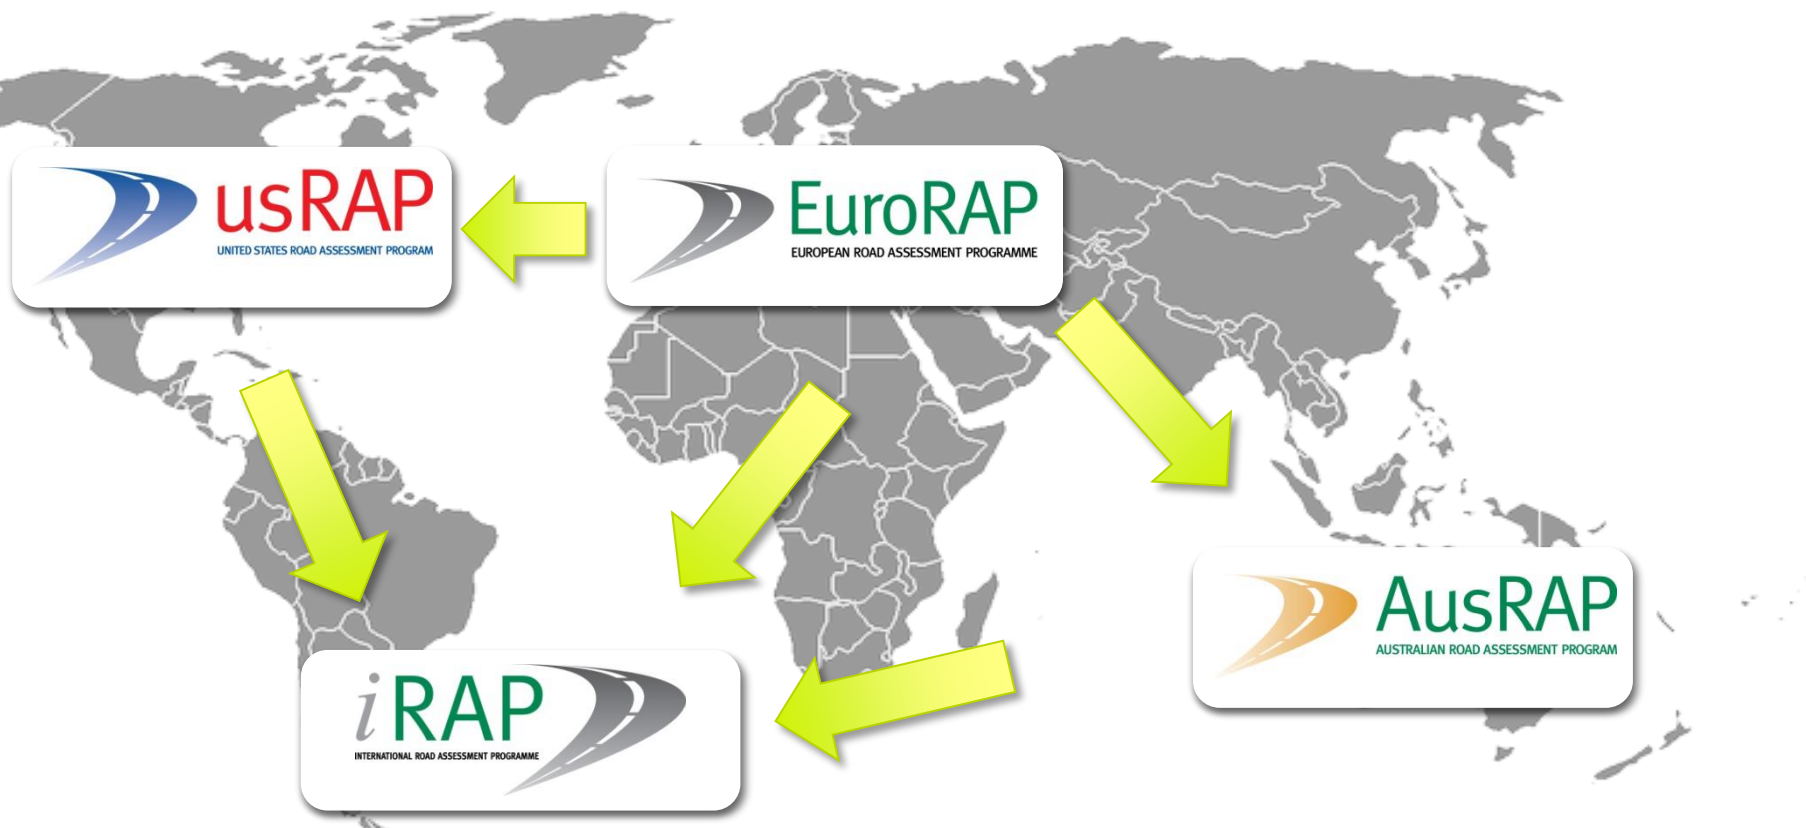 usRAP
UNITED STATES ROAD ASSESSMENT PROGRAM
EuroRAP
EUROPEAN ROAD ASSESSMENT PROGRAMME
AusRAP
AUSTRALIAN ROAD ASSESSMENT PROGRAM
iRAP
INTERNATIONAL ROAD ASSESSMENT PROGRAMME